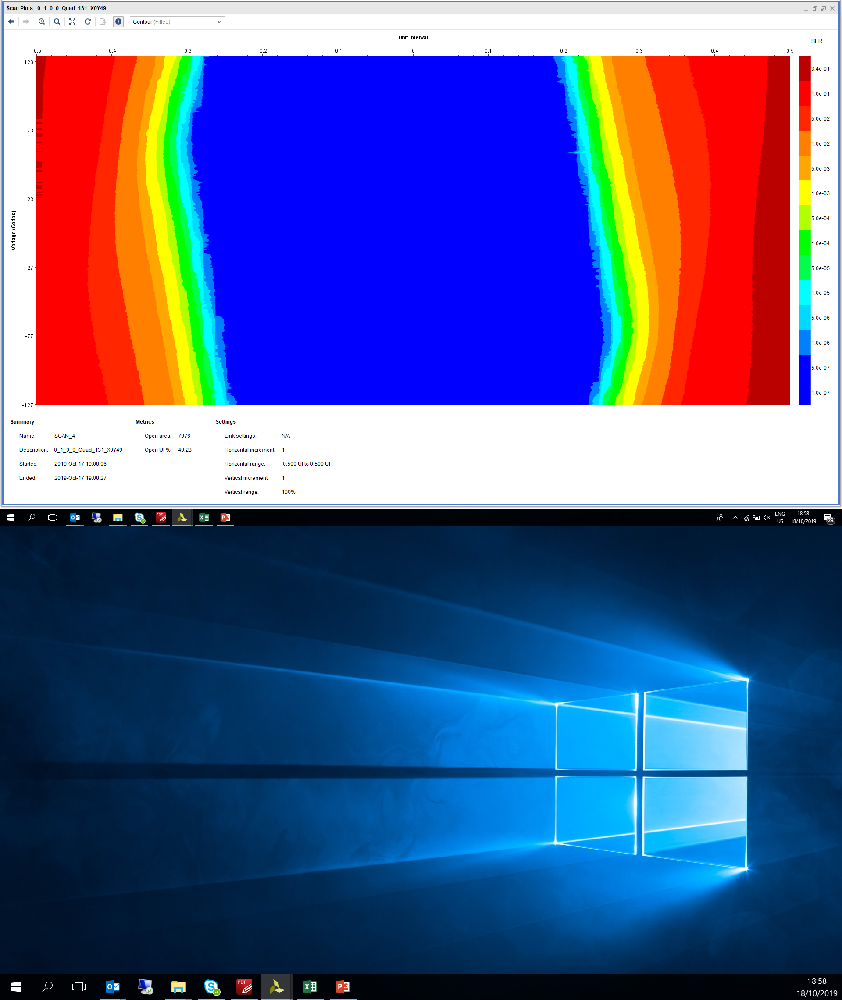 Scan Plots - 0_1_0_0_Quad_131_X0Y49
Contour (Filled)
Unit Interval
BER
-0.5 -0.4 -0.3 -0.2 -0.1 0 0.1 0.2 0.3 0.4 0.5
123
73
23
-27
-77
-127
Voltage (Codes)
3.4e-01
1.0e-01
5.0e-02
1.0e-02
5.0e-03
1.0e-03
5.0e-04
1.0e-04
5.0e-05
1.0e-05
5.0e-06
1.0e-06
5.0e-07
1.0e-07
Summary
Name: SCAN_4
Description: 0_1_0_0_Quad_131_X0Y49
Started: 2019-Oct-17 19:08:06
Ended: 2019-Oct-17 19:08:27
Metrics
Open area: 7976
Open UI %: 49.23
Settings
Link settings: N/A
Horizontal increment: 1
Horizontal range: -0.500 UI to 0.500 UI
Vertical increment: 1
Vertical range: 100%
ENG
US
18:58
18/10/2019
23
PDF
18:58
18/10/2019
PDF